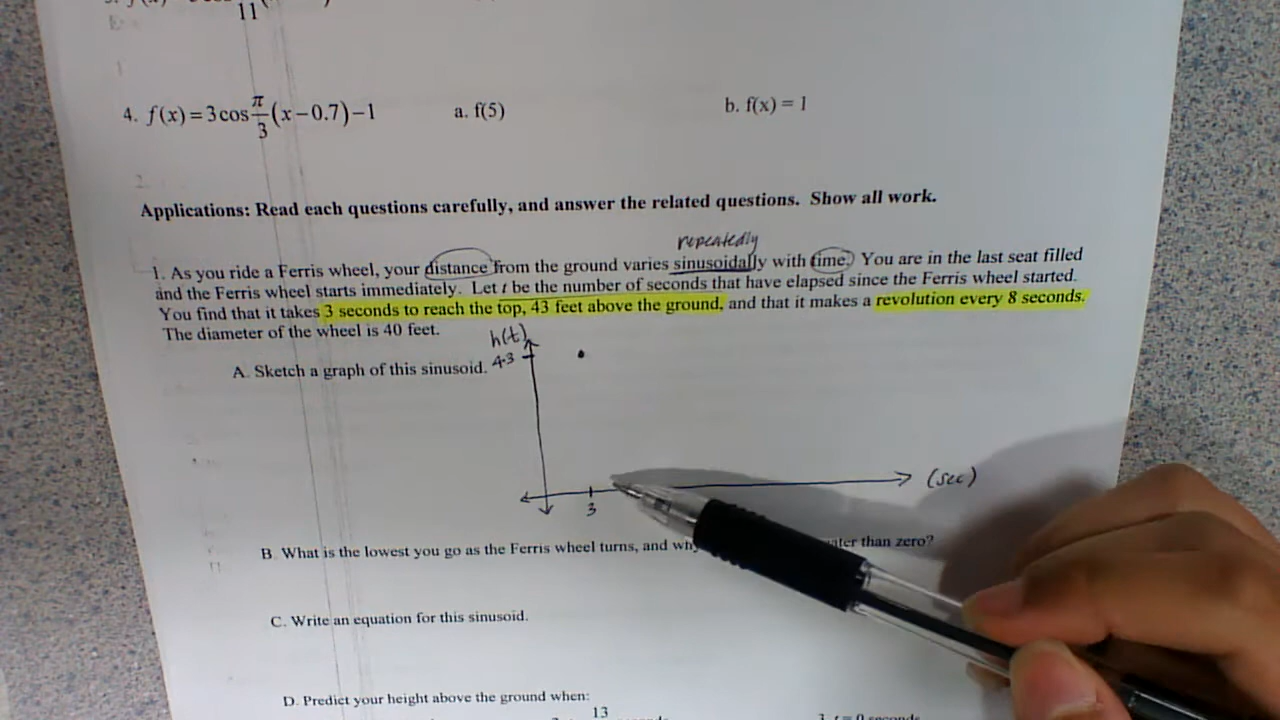 11
4. f(x) = 3cos π/3 (x − 0.7) − 1 a. f(5) b. f(x) = 1
Applications: Read each questions carefully, and answer the related questions. Show all work.
repeatedly
1. As you ride a Ferris wheel, your distance from the ground varies sinusoidally with time. You are in the last seat filled
and the Ferris wheel starts immediately. Let t be the number of seconds that have elapsed since the Ferris wheel started.
You find that it takes 3 seconds to reach the top, 43 feet above the ground, and that it makes a revolution every 8 seconds.
The diameter of the wheel is 40 feet.
h(t)
43
A. Sketch a graph of this sinusoid.
(sec)
3
B. What is the lowest you go as the Ferris wheel turns, and than zero?
C. Write an equation for this sinusoid.
D. Predict your height above the ground when:
13